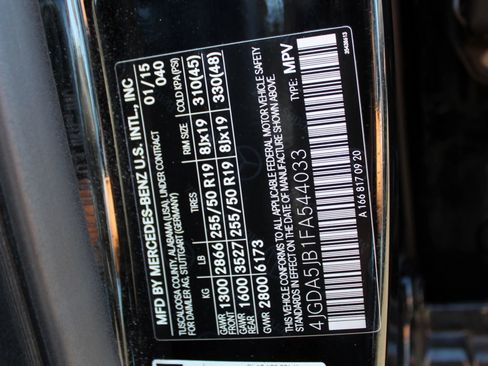 MFD BY MERCEDES-BENZ U.S. INTL., INC
TUSCALOOSA COUNTY, ALABAMA (USA), UNDER CONTRACT 01/15
FOR DAIMLER AG, STUTTGART (GERMANY) 040
KG LB TIRES RIM SIZE COLD KPA(PSI)
GAWR FRONT 1300 2866 255/50 R19 8Jx19 310(45)
GAWR REAR 1600 3527 255/50 R19 8Jx19 330(48)
GVWR 2800 6173
THIS VEHICLE CONFORMS TO ALL APPLICABLE FEDERAL MOTOR VEHICLE SAFETY
STANDARDS IN EFFECT ON THE DATE OF MANUFACTURE SHOWN ABOVE.
4JGDA5JB1FA544033 TYPE: MPV
A 166 817 09 20